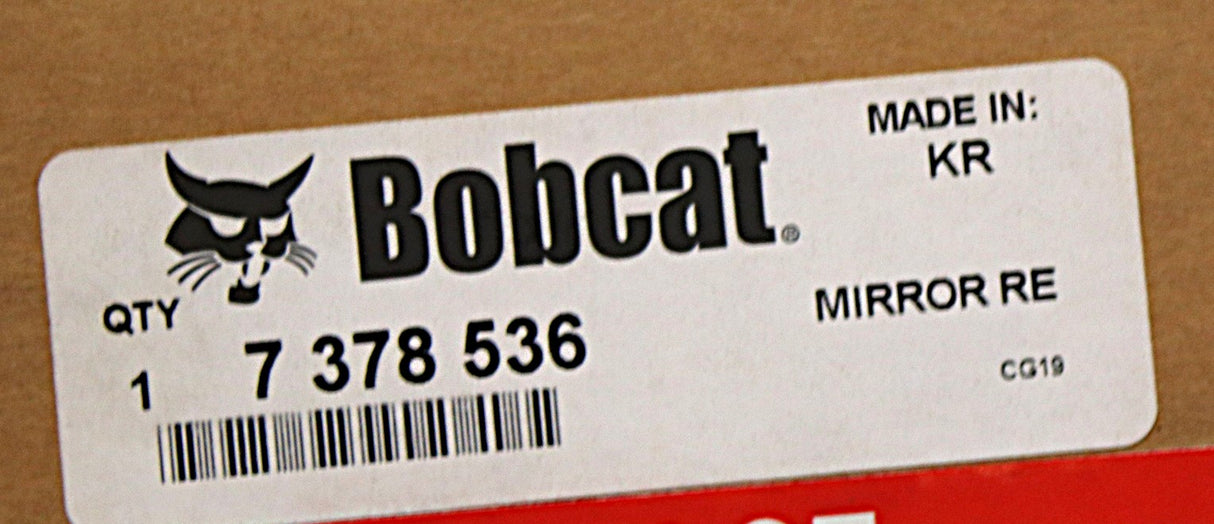 Bobcat®
MADE IN:
KR
QTY
1
7 378 536
MIRROR RE
CG19